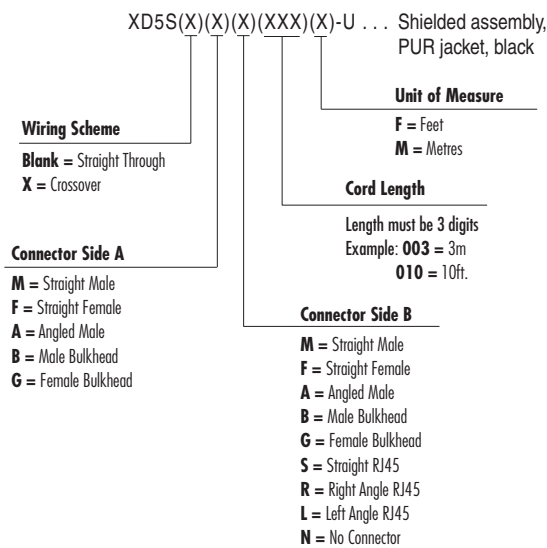 XD5S(X)(X)(X)(XXX)(X)-U . . . Shielded assembly,
PUR jacket, black
Unit of Measure
F = Feet
M = Metres
Wiring Scheme
Blank = Straight Through
X = Crossover
Cord Length
Length must be 3 digits
Example: 003 = 3m
010 = 10ft.
Connector Side A
M = Straight Male
F = Straight Female
A = Angled Male
B = Male Bulkhead
G = Female Bulkhead
Connector Side B
M = Straight Male
F = Straight Female
A = Angled Male
B = Male Bulkhead
G = Female Bulkhead
S = Straight RJ45
R = Right Angle RJ45
L = Left Angle RJ45
N = No Connector